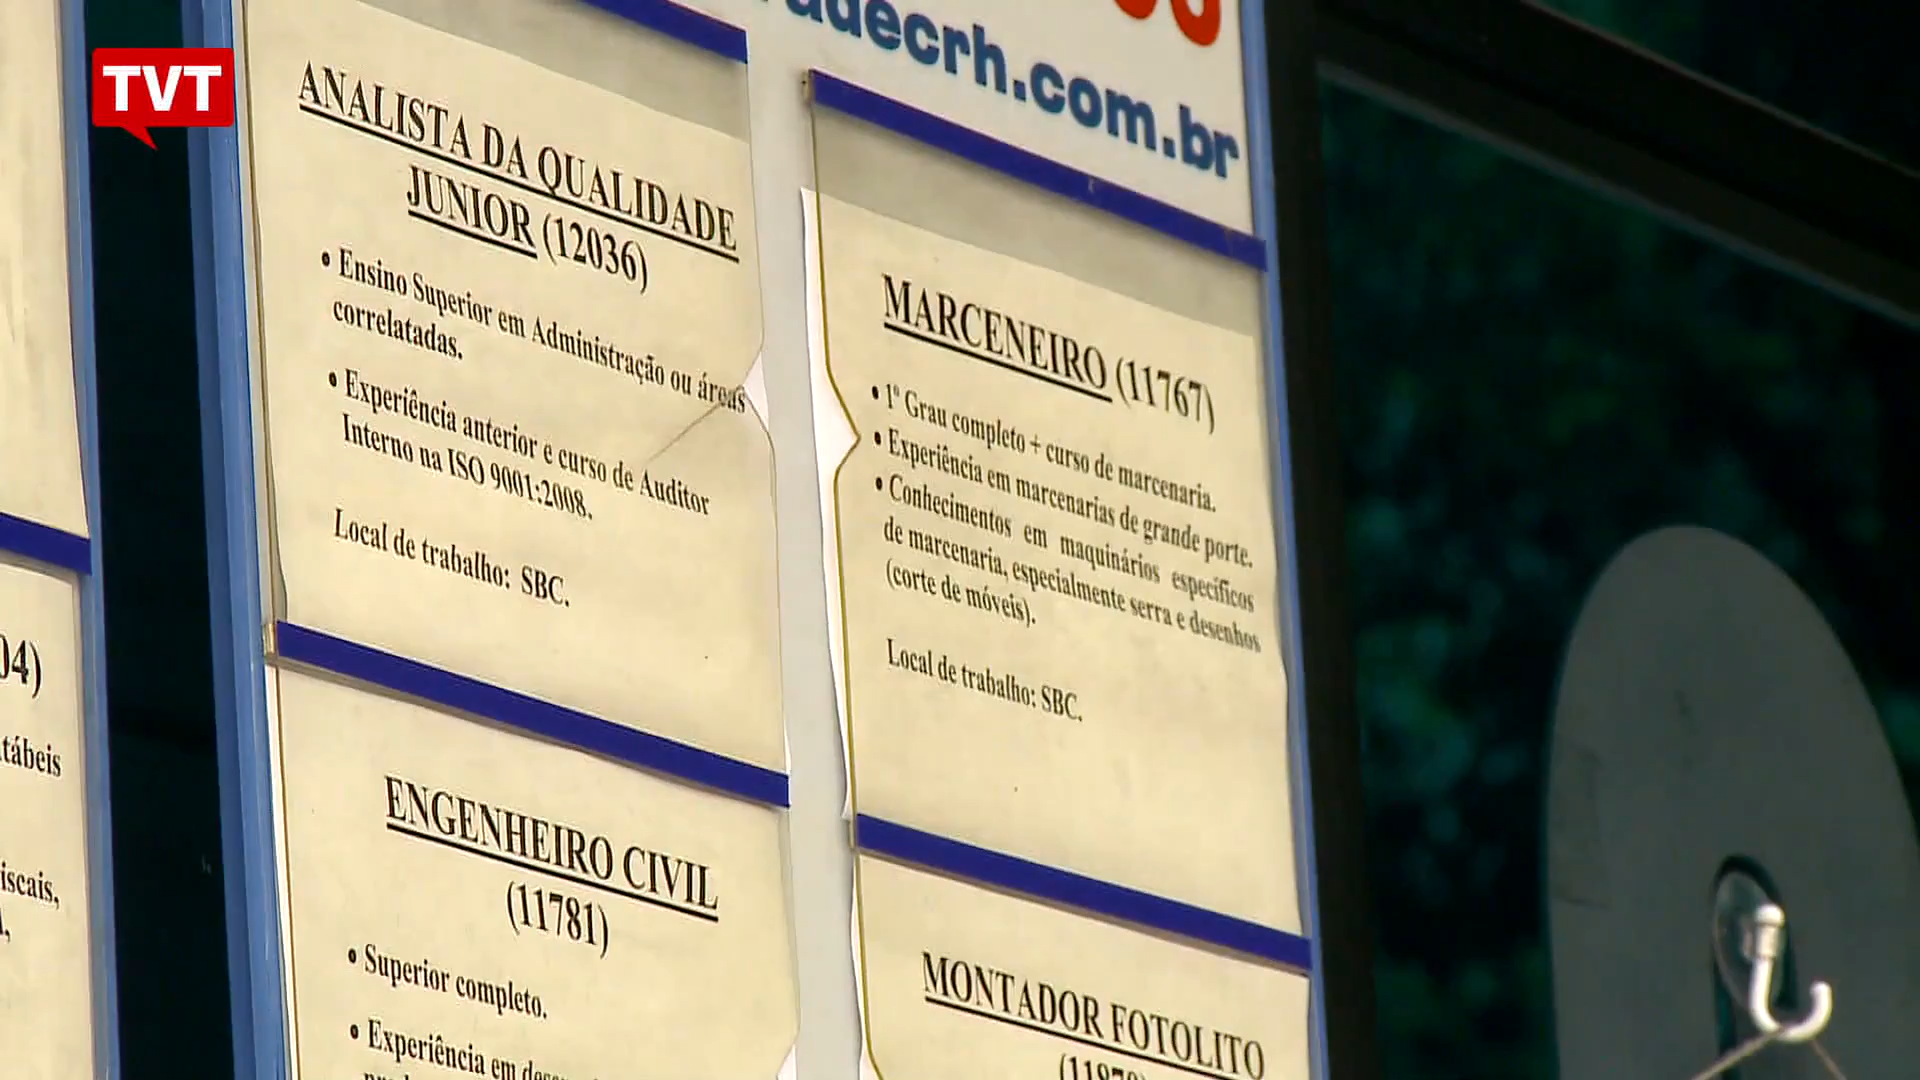 TVT
adecrh.com.br
ANALISTA DA QUALIDADE
JUNIOR (12036)
• Ensino Superior em Administração ou áreas
correlatadas.
• Experiência anterior e curso de Auditor
Interno na ISO 9001:2008.
Local de trabalho: SBC.
ENGENHEIRO CIVIL
(11781)
• Superior completo.
• Experiência em
MARCENEIRO (11767)
• 1º Grau completo + curso de marcenaria.
• Experiência em marcenarias de grande porte.
• Conhecimentos em maquinários específicos
de marcenaria, especialmente serra e desenhos
(corte de móveis).
Local de trabalho: SBC.
MONTADOR FOTOLITO
04)
tábeis
iscais,